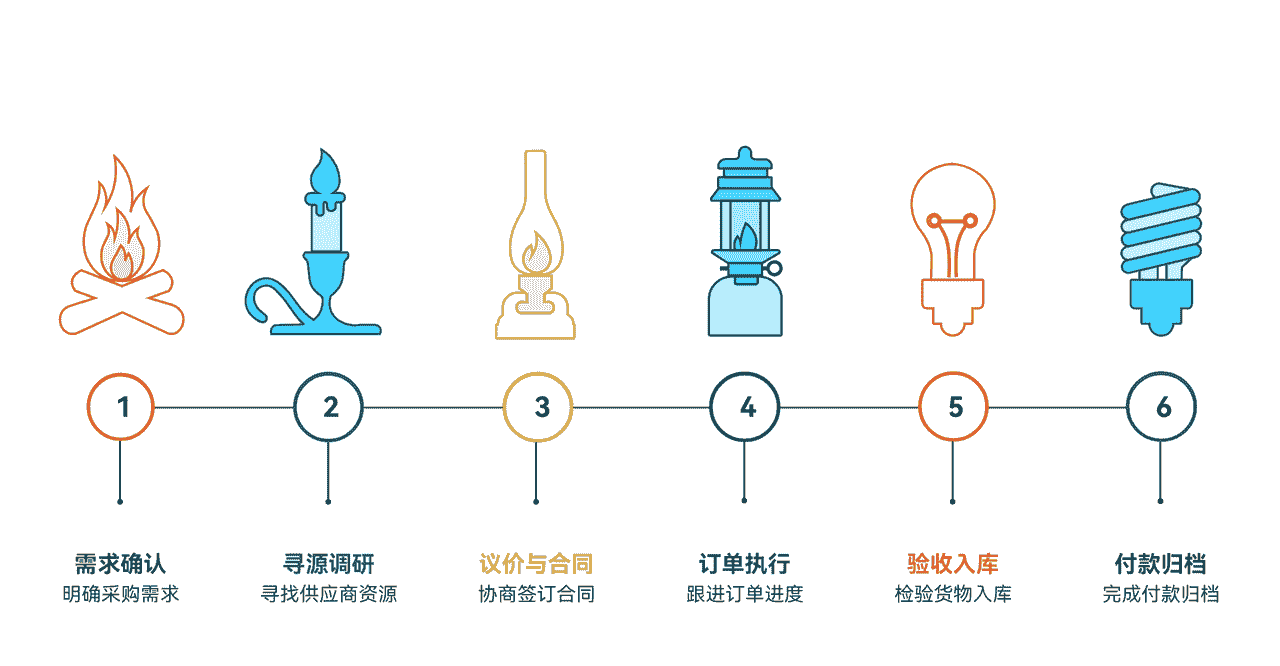 1
2
3
4
5
6
需求确认
明确采购需求
寻源调研
寻找供应商资源
议价与合同
协商签订合同
订单执行
跟进订单进度
验收入库
检验货物入库
付款归档
完成付款归档